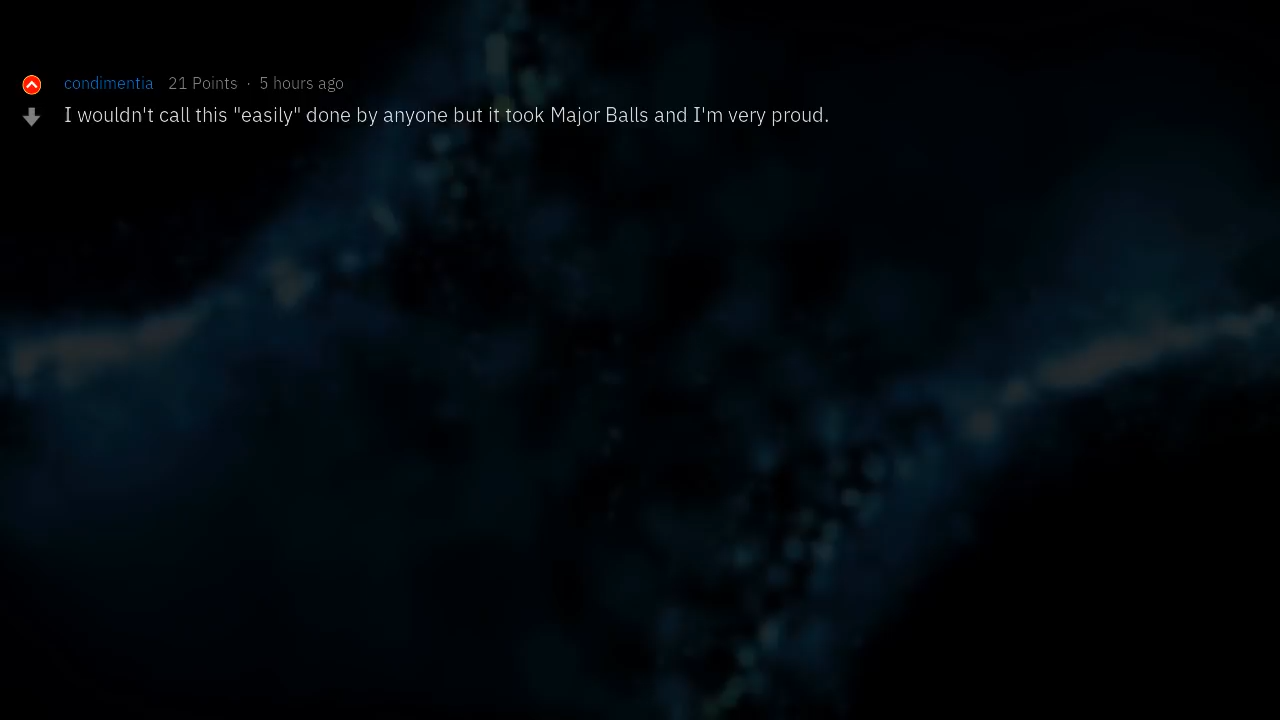 condimentia 21 Points · 5 hours ago
I wouldn't call this "easily" done by anyone but it took Major Balls and I'm very proud.